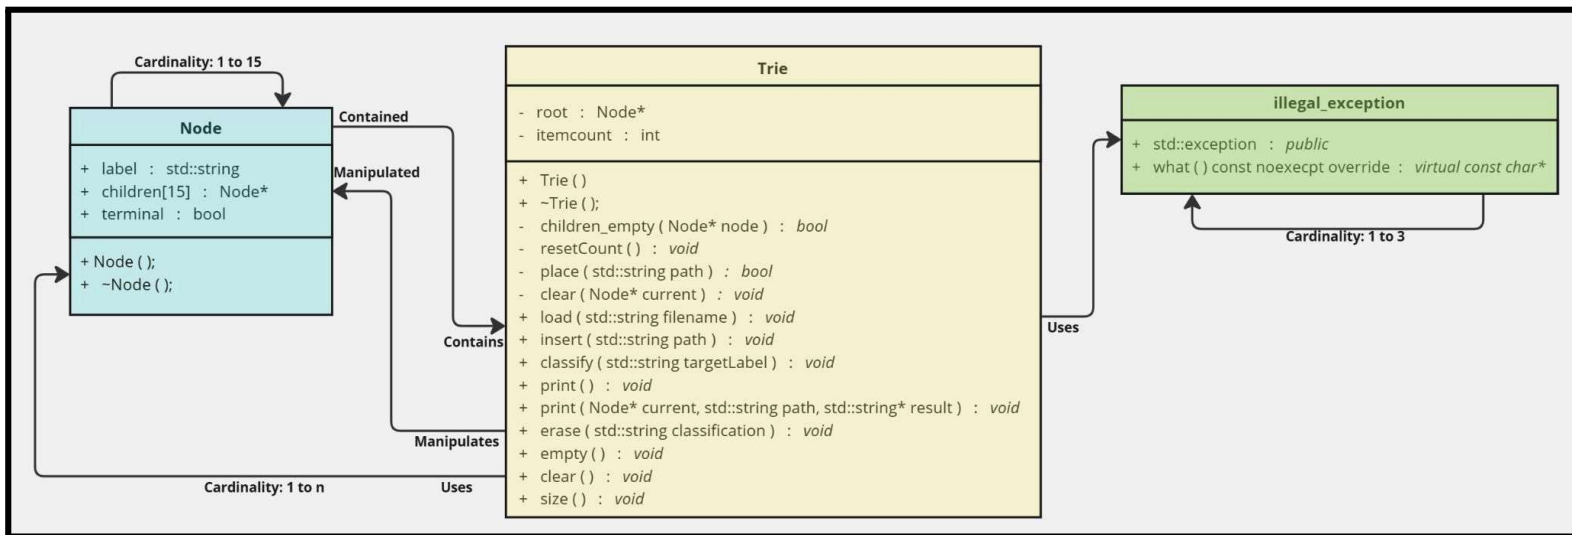 Cardinality: 1 to 15
Node
+ label : std::string
+ children[15] : Node*
+ terminal : bool
+ Node ( );
+ ~Node ( );
Contained
Manipulated
Contains
Manipulates
Cardinality: 1 to n
Uses
Trie
- root : Node*
- itemcount : int
+ Trie ( )
+ ~Trie ( );
- children_empty ( Node* node ) : bool
- resetCount ( ) : void
- place ( std::string path ) : bool
- clear ( Node* current ) : void
+ load ( std::string filename ) : void
+ insert ( std::string path ) : void
+ classify ( std::string targetLabel ) : void
+ print ( ) : void
+ print ( Node* current, std::string path, std::string* result ) : void
+ erase ( std::string classification ) : void
+ empty ( ) : void
+ clear ( ) : void
+ size ( ) : void
Uses
illegal_exception
+ std::exception : public
+ what ( ) const noexecpt override : virtual const char*
Cardinality: 1 to 3